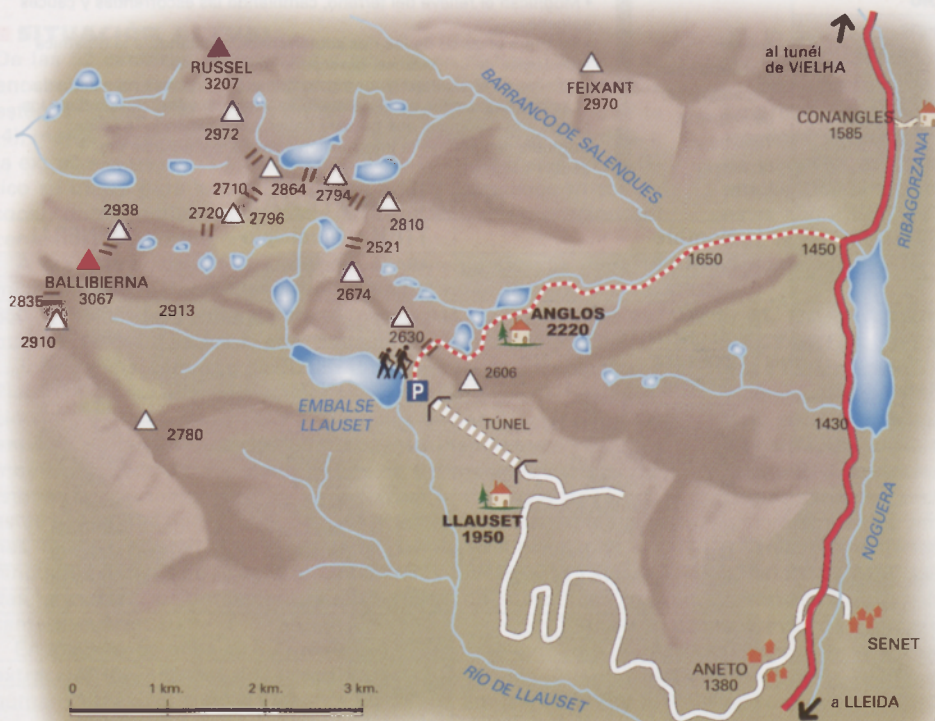 al tunél
de VIELHA
RUSSEL
3207
FEIXANT
2970
BARRANCO DE SALENQUES
CONANGLES
1585
2972
RIBAGORZANA
2710
2864
2794
2938
2720
2796
2810
2521
1650
1450
BALLIBIERNA
3067
2674
2835
2913
2910
2630
ANGLOS
2220
P
2606
EMBALSE
LLAUSET
TÚNEL
1430
2780
LLAUSET
1950
NOGUERA
SENET
ANETO
1380
RÍO DE LLAUSET
0 1 km. 2 km. 3 km.
a LLEIDA